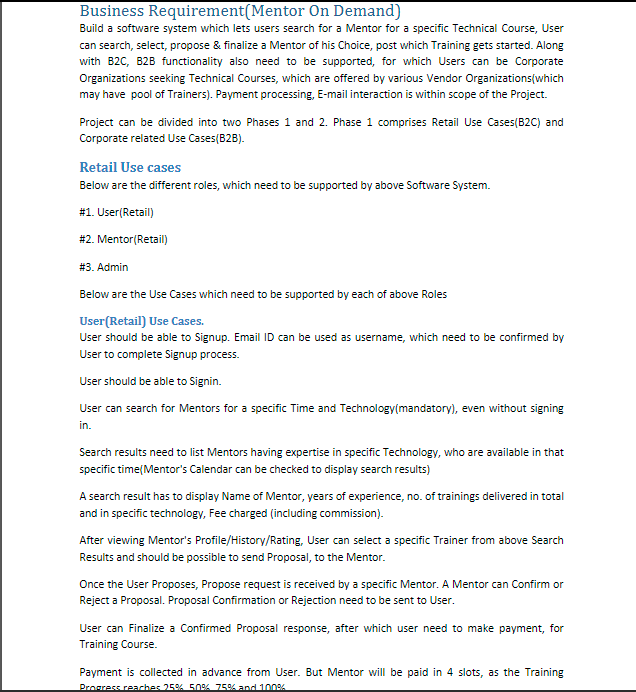 Business Requirement(Mentor On Demand)
Build a software system which lets users search for a Mentor for a specific Technical Course, User
can search, select, propose & finalize a Mentor of his Choice, post which Training gets started. Along
with B2C, B2B functionality also need to be supported, for which Users can be Corporate
Organizations seeking Technical Courses, which are offered by various Vendor Organizations(which
may have pool of Trainers). Payment processing, E-mail interaction is within scope of the Project.
Project can be divided into two Phases 1 and 2. Phase 1 comprises Retail Use Cases(B2C) and
Corporate related Use Cases(B2B).
Retail Use cases
Below are the different roles, which need to be supported by above Software System.
#1. User(Retail)
#2. Mentor(Retail)
#3. Admin
Below are the Use Cases which need to be supported by each of above Roles
User(Retail) Use Cases.
User should be able to Signup. Email ID can be used as username, which need to be confirmed by
User to complete Signup process.
User should be able to Signin.
User can search for Mentors for a specific Time and Technology(mandatory), even without signing
in.
Search results need to list Mentors having expertise in specific Technology, who are available in that
specific time(Mentor's Calendar can be checked to display search results)
A search result has to display Name of Mentor, years of experience, no. of trainings delivered in total
and in specific technology, Fee charged (including commission).
After viewing Mentor's Profile/History/Rating, User can select a specific Trainer from above Search
Results and should be possible to send Proposal, to the Mentor.
Once the User Proposes, Propose request is received by a specific Mentor. A Mentor can Confirm or
Reject a Proposal. Proposal Confirmation or Rejection need to be sent to User.
User can Finalize a Confirmed Proposal response, after which user need to make payment, for
Training Course.
Payment is collected in advance from User. But Mentor will be paid in 4 slots, as the Training
Progress reaches 25%, 50%, 75% and 100%